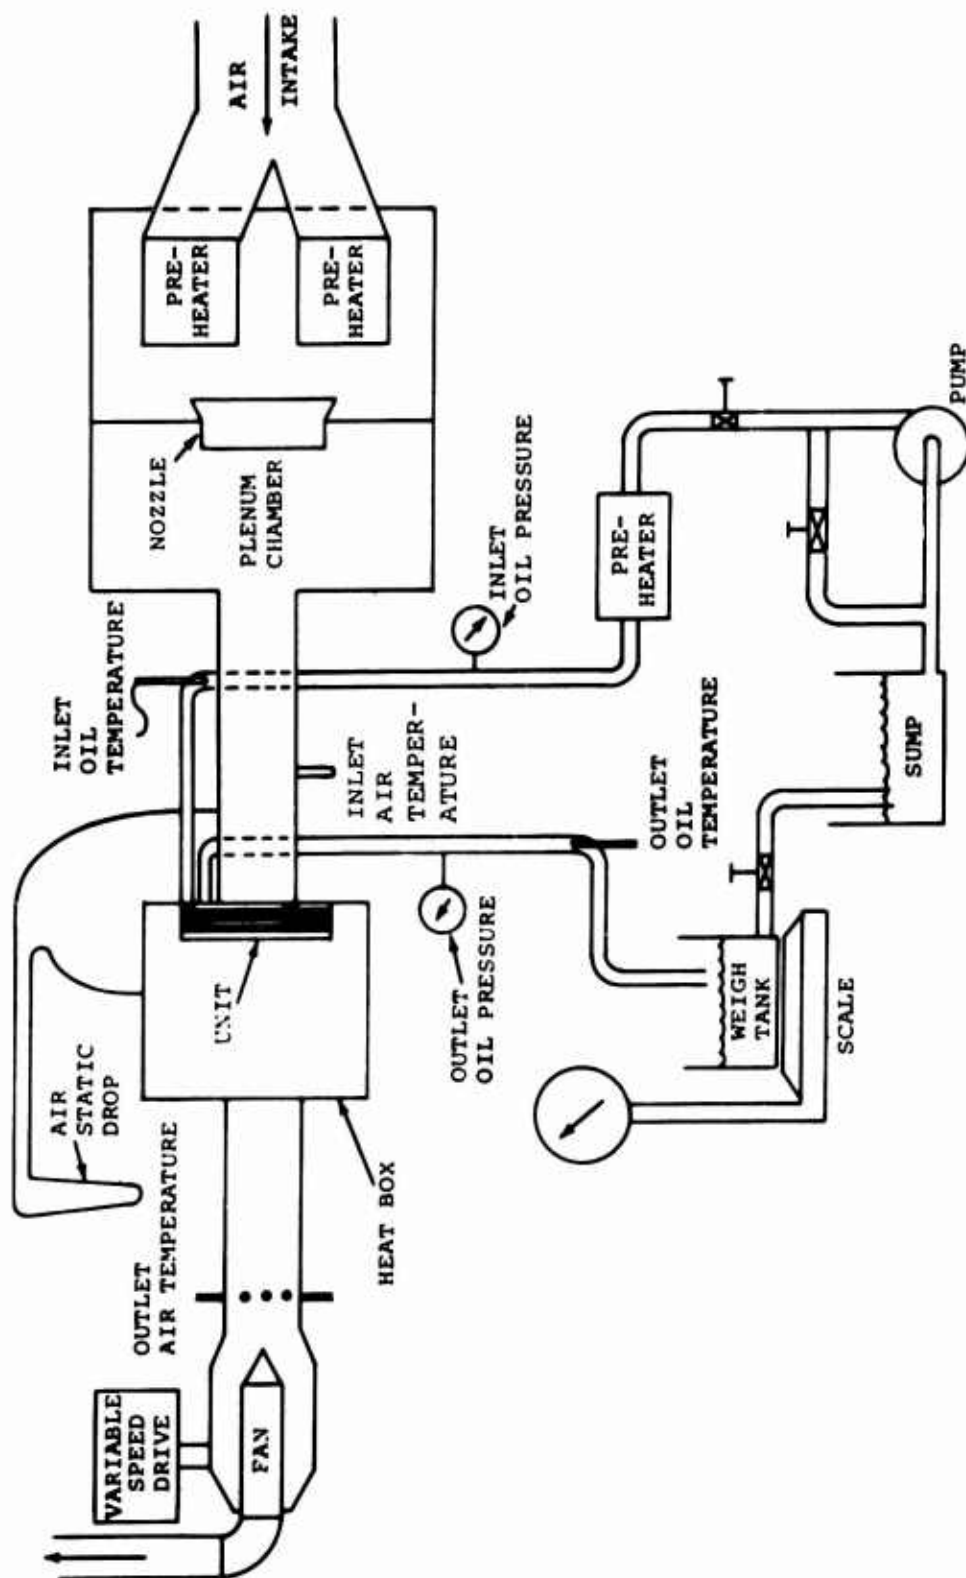 AIR
INTAKE
PRE-
HEATER
PRE-
HEATER
NOZZLE
PLENUM
CHAMBER
INLET
OIL
TEMPERATURE
INLET
OIL PRESSURE
PRE-
HEATER
PUMP
INLET
AIR
TEMPER-
ATURE
OUTLET
OIL
TEMPERATURE
SUMP
UNIT
OUTLET
OIL PRESSURE
WEIGH
TANK
SCALE
AIR
STATIC
DROP
HEAT BOX
OUTLET
AIR TEMPERATURE
VARIABLE
SPEED
DRIVE
FAN